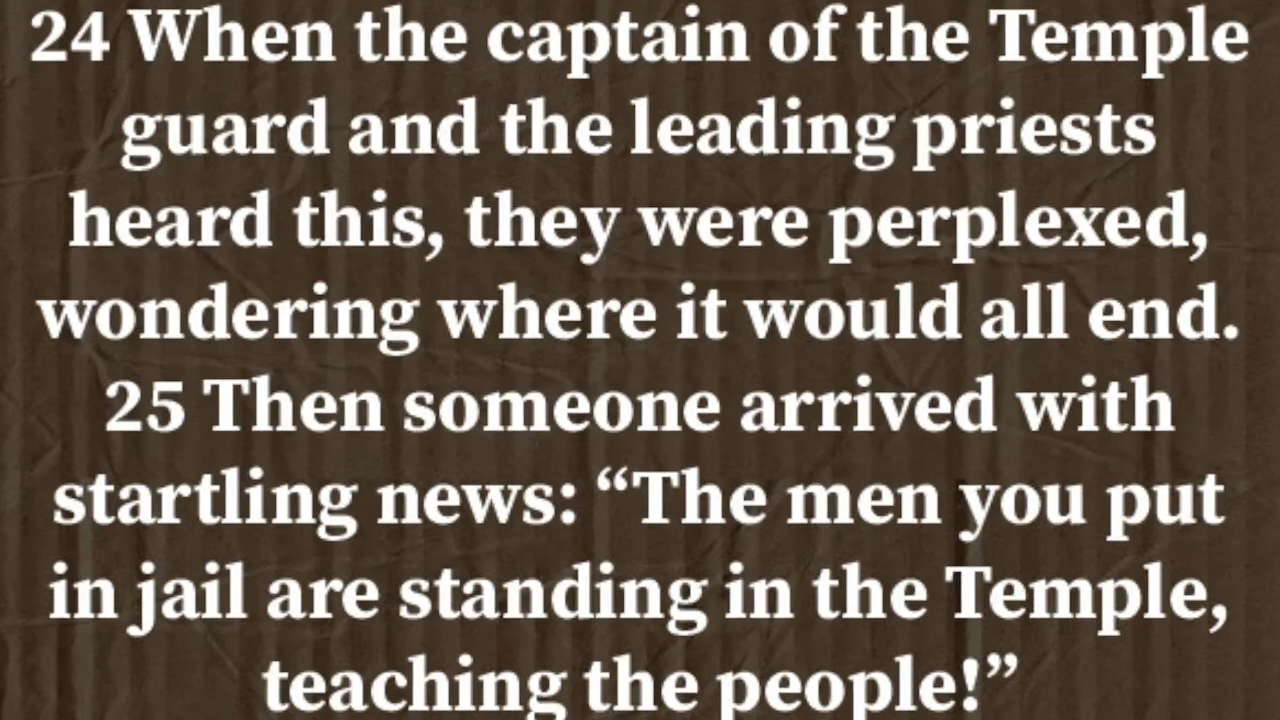 24 When the captain of the Temple
guard and the leading priests
heard this, they were perplexed,
wondering where it would all end.
25 Then someone arrived with
startling news: “The men you put
in jail are standing in the Temple,
teaching the people!”